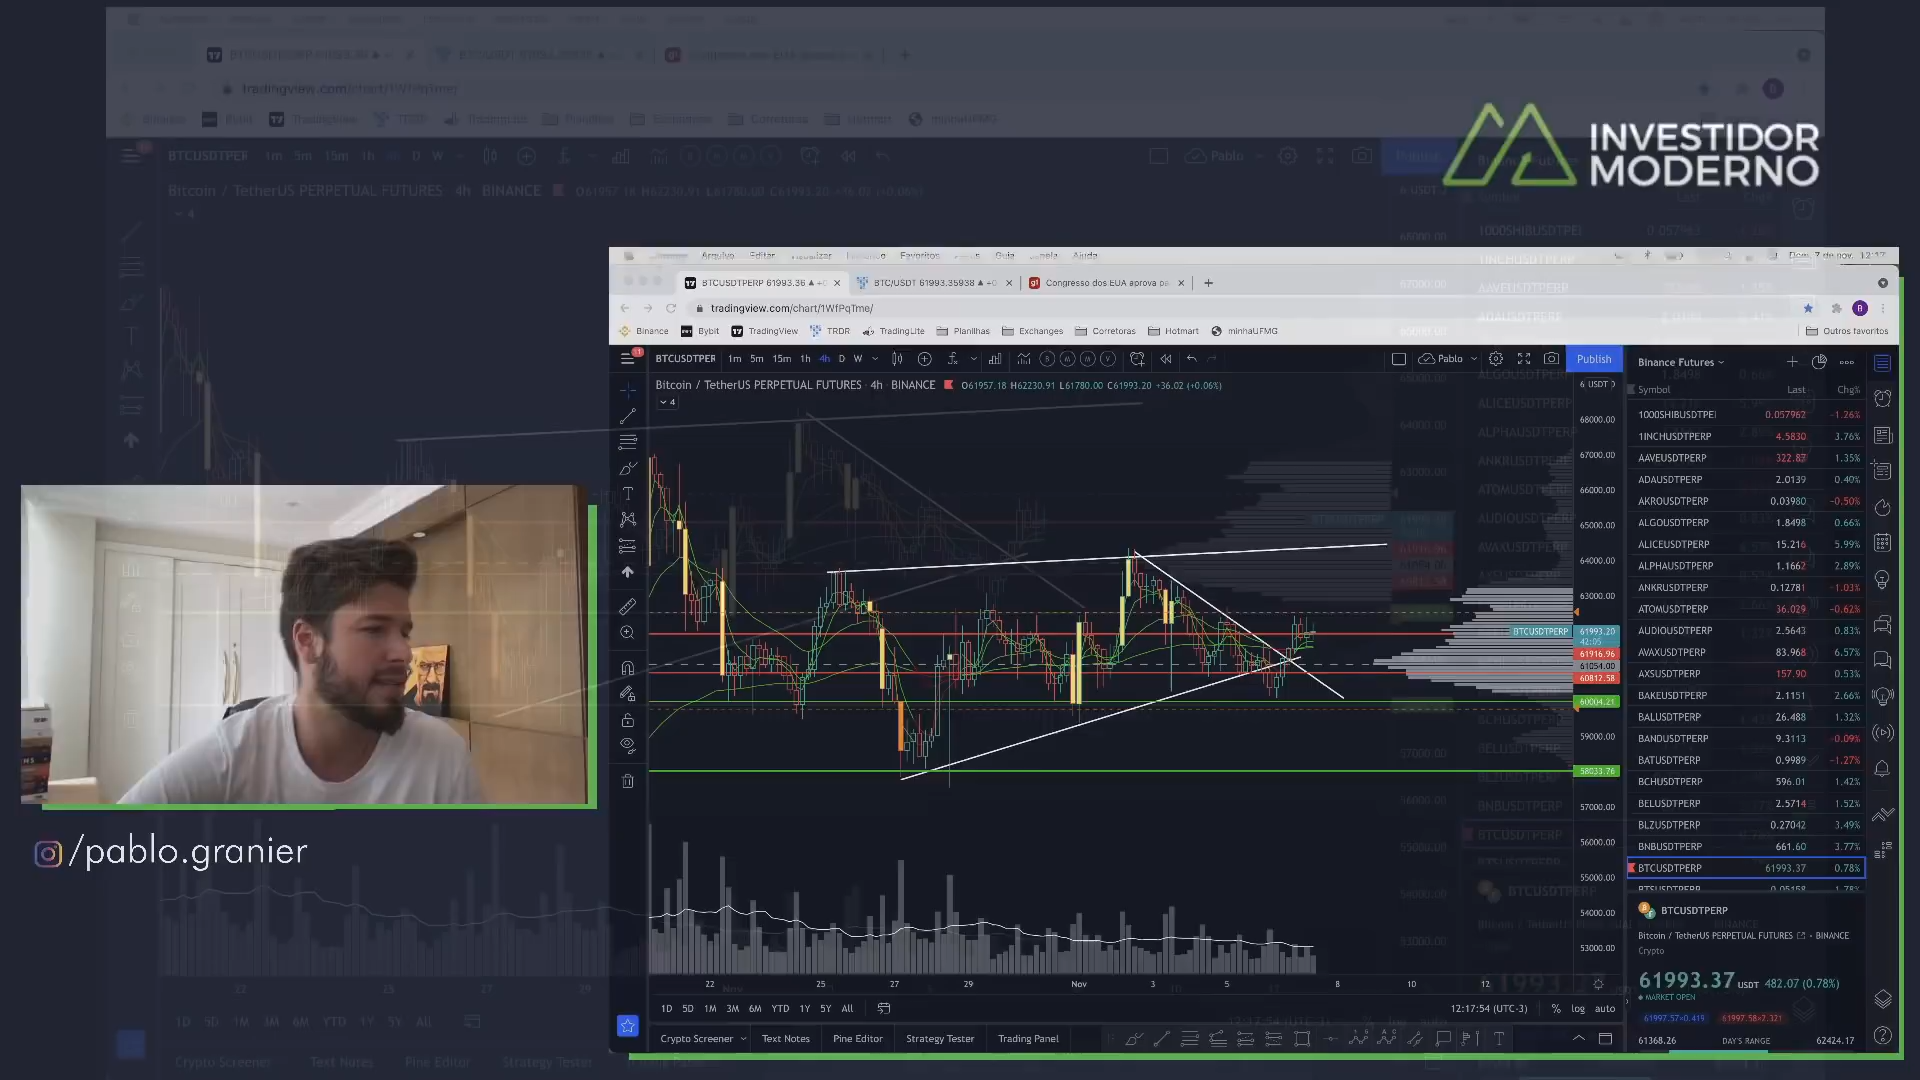 INVESTIDOR
MODERNO
Arquivo Editar Favoritos Guia Ajuda
BTCUSDTPERP 61993.36 ▲
BTC/USDT 61993.35938 ▲
Congresso dos EUA aprova
tradingview.com/chart/1WfPqTme/
Binance Bybit TradingView TRDR TradingLite Planilhas Exchanges Corretoras Hotmart minhaUFMG
Outros favoritos
BTCUSDTPER 1m 5m 15m 1h 4h D W
Pablo
Publish
Binance Futures
Bitcoin / TetherUS PERPETUAL FUTURES · 4h · BINANCE O61957.18 H62230.91 L61780.00 C61993.20 +36.02 (+0.06%)
4
Symbol Last Chg%
1000SHIBUSDTPEI 0.057962 -1.26%
1INCHUSDTPERP 4.5830 3.76%
AAVEUSDTPERP 322.87 1.35%
ADAUSDTPERP 2.0139 0.40%
AKROUSDTPERP 0.03980 -0.50%
ALGOUSDTPERP 1.8498 0.66%
ALICEUSDTPERP 15.216 5.99%
ALPHAUSDTPERP 1.1662 2.89%
ANKRUSDTPERP 0.12781 -1.03%
ATOMUSDTPERP 36.029 -0.62%
AUDIOUSDTPERP 2.5643 0.83%
AVAXUSDTPERP 83.968 6.57%
AXSUSDTPERP 157.90 0.53%
BAKEUSDTPERP 2.1151 2.66%
BALUSDTPERP 26.488 1.32%
BANDUSDTPERP 9.3113 -0.09%
BATUSDTPERP 0.9989 -1.27%
BCHUSDTPERP 596.01 1.42%
BELUSDTPERP 2.5714 1.52%
BLZUSDTPERP 0.27042 3.49%
BNBUSDTPERP 661.60 3.77%
BTCUSDTPERP 61993.37 0.78%
68000.00
67000.00
66000.00
65000.00
64000.00
63000.00
BTCUSDTPERP 61993.20
42:05
61916.96
61054.00
60812.58
60004.21
59000.00
58033.76
57000.00
56000.00
55000.00
54000.00
53000.00
22 25 27 29 Nov 3 5 8 10 12
1D 5D 1M 3M 6M YTD 1Y 5Y All
12:17:54 (UTC-3) % log auto
Crypto Screener Text Notes Pine Editor Strategy Tester Trading Panel
BTCUSDTPERP
Bitcoin / TetherUS PERPETUAL FUTURES • BINANCE
Crypto
61993.37 USDT 482.07 (0.78%)
MARKET OPEN
61368.26 DAY'S RANGE 62424.17
/pablo.granier